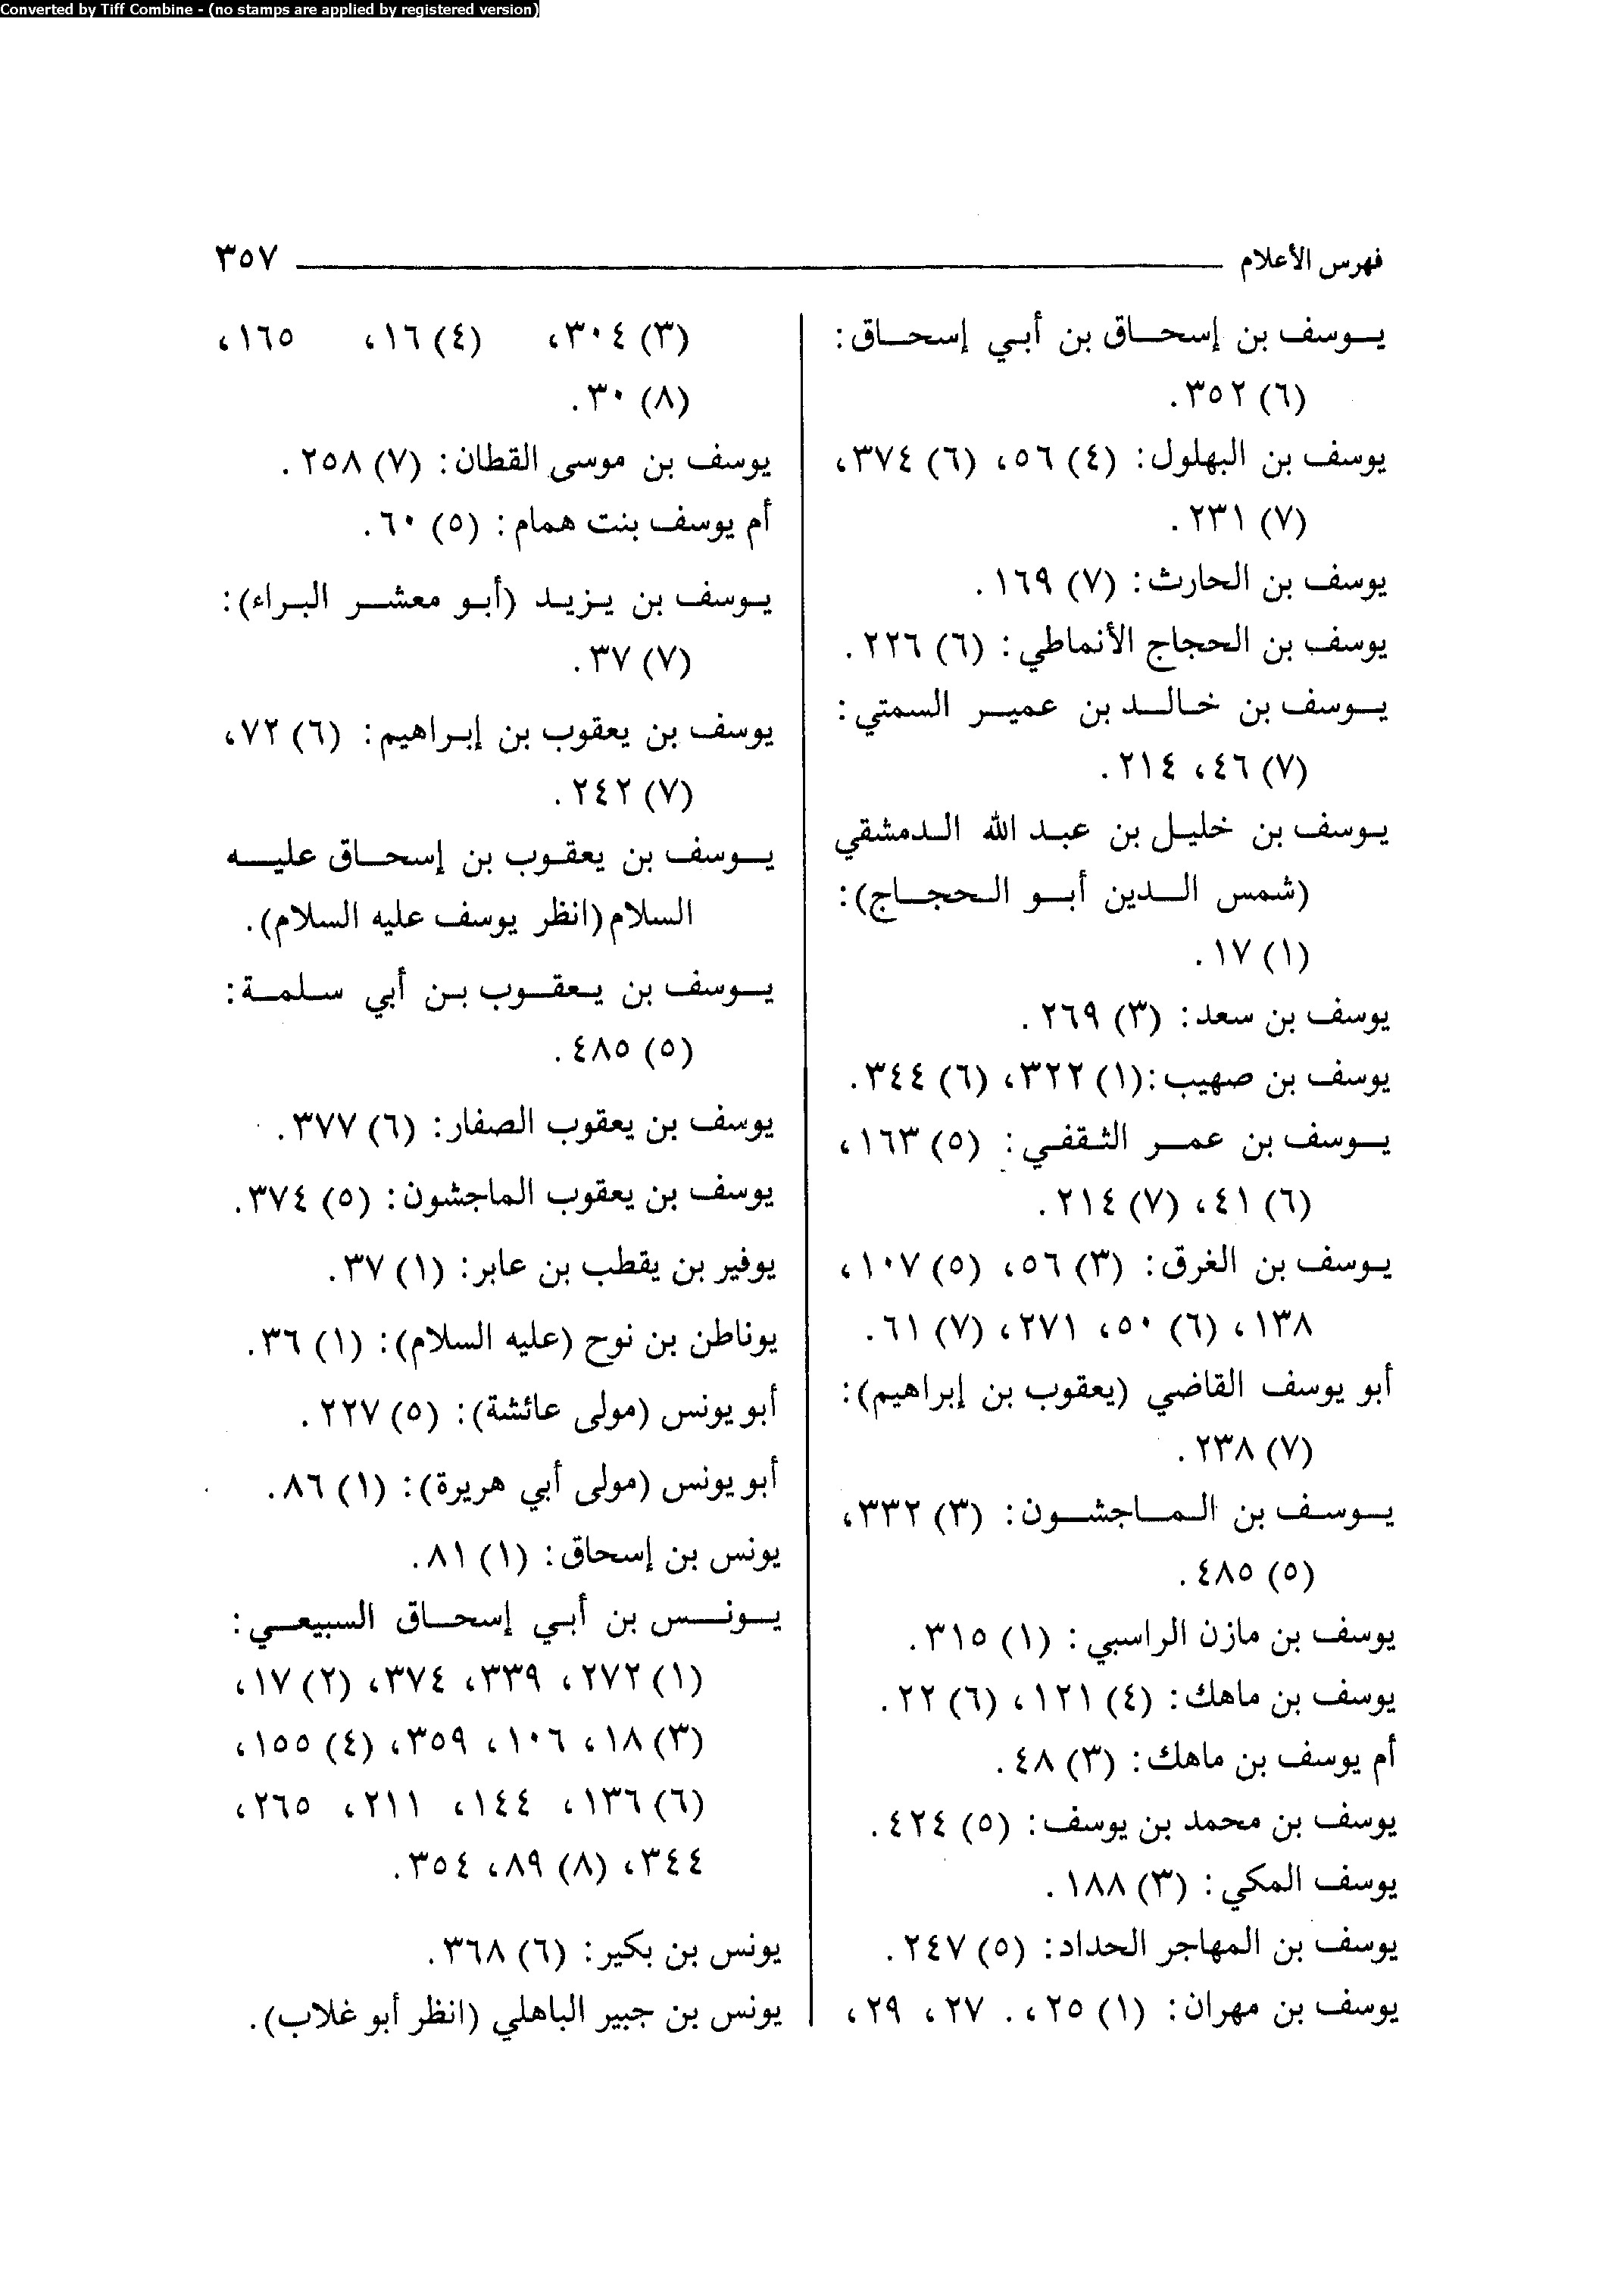 Converted by Tiff Combine - (no stamps are applied by registered version)
فهرس الأعلام ٣٥٧
يوسف بن إسحاق بن أبي إسحاق:
(٦) ٣٥٢.
يوسف بن البهلول: (٤) ٥٦، (٦) ٣٧٤،
(٧) ٢٣١.
يوسف بن الحارث: (٧) ١٦٩.
يوسف بن الحجاج الأنماطي: (٦) ٢٢٦.
يوسف بن خالد بن عمير السمتي:
(٧) ٤٦، ٢١٤.
يوسف بن خليل بن عبد الله الدمشقي
(شمس الدين أبو الحجاج):
(١) ١٧.
يوسف بن سعد: (٣) ٢٦٩.
يوسف بن صهيب: (١) ٣٢٢، (٦) ٣٤٤.
يوسف بن عمر الثقفي: (٥) ١٦٣،
(٦) ٤١، (٧) ٢١٤.
يوسف بن الغرق: (٣) ٥٦، (٥) ١٠٧،
١٣٨، (٦) ٥٠، ٢٧١، (٧) ٦١.
أبو يوسف القاضي (يعقوب بن إبراهيم):
(٧) ٢٣٨.
يوسف بن الماجشون: (٣) ٣٣٢،
(٥) ٤٨٥.
يوسف بن مازن الراسبي: (١) ٣١٥.
يوسف بن ماهك: (٤) ١٢١، (٦) ٢٢.
أم يوسف بن ماهك: (٣) ٤٨.
يوسف بن محمد بن يوسف: (٥) ٤٢٤.
يوسف المكي: (٣) ١٨٨.
يوسف بن المهاجر الحداد: (٥) ٢٤٧.
يوسف بن مهران: (١) ٢٥، . ٢٧، ٢٩،
(٣) ٣٠٤، (٤) ١٦، ١٦٥،
(٨) ٣٠.
يوسف بن موسى القطان: (٧) ٢٥٨.
أم يوسف بنت همام: (٥) ٦٠.
يوسف بن يزيد (أبو معشر البراء):
(٧) ٣٧.
يوسف بن يعقوب بن إبراهيم: (٦) ٧٢،
(٧) ٢٤٢.
يوسف بن يعقوب بن إسحاق عليه
السلام (انظر يوسف عليه السلام).
يوسف بن يعقوب بن أبي سلمة:
(٥) ٤٨٥.
يوسف بن يعقوب الصفار: (٦) ٣٧٧.
يوسف بن يعقوب الماجشون: (٥) ٣٧٤.
يوفير بن يقطب بن عابر: (١) ٣٧.
يوناطن بن نوح (عليه السلام): (١) ٣٦.
أبو يونس (مولى عائشة): (٥) ٢٢٧.
أبو يونس (مولى أبي هريرة): (١) ٨٦.
يونس بن إسحاق: (١) ٨١.
يونس بن أبي إسحاق السبيعي:
(١) ٢٧٢، ٣٣٩، ٣٧٤، (٢) ١٧،
(٣) ١٨، ١٠٦، ٣٥٩، (٤) ١٥٥،
(٦) ١٣٦، ١٤٤، ٢١١، ٢٦٥،
٣٤٤، (٨) ٨٩، ٣٥٤.
يونس بن بكير: (٦) ٣٦٨.
يونس بن جبير الباهلي (انظر أبو غلاب).